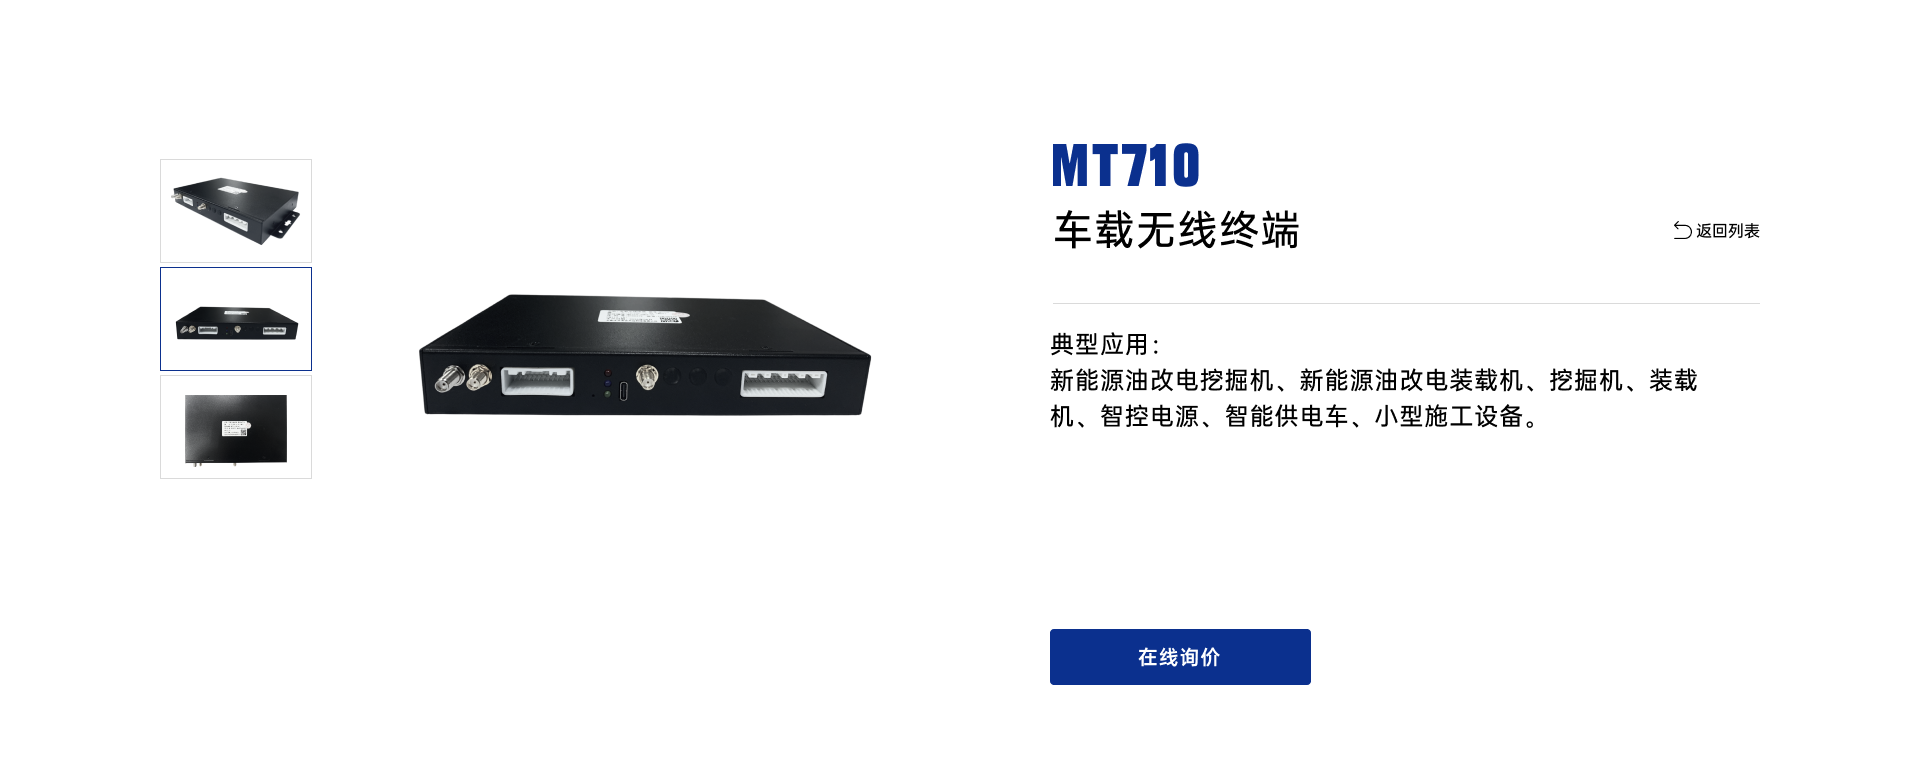 MT710
车载无线终端
返回列表
典型应用：
新能源油改电挖掘机、新能源油改电装载机、挖掘机、装载
机、智控电源、智能供电车、小型施工设备。
在线询价